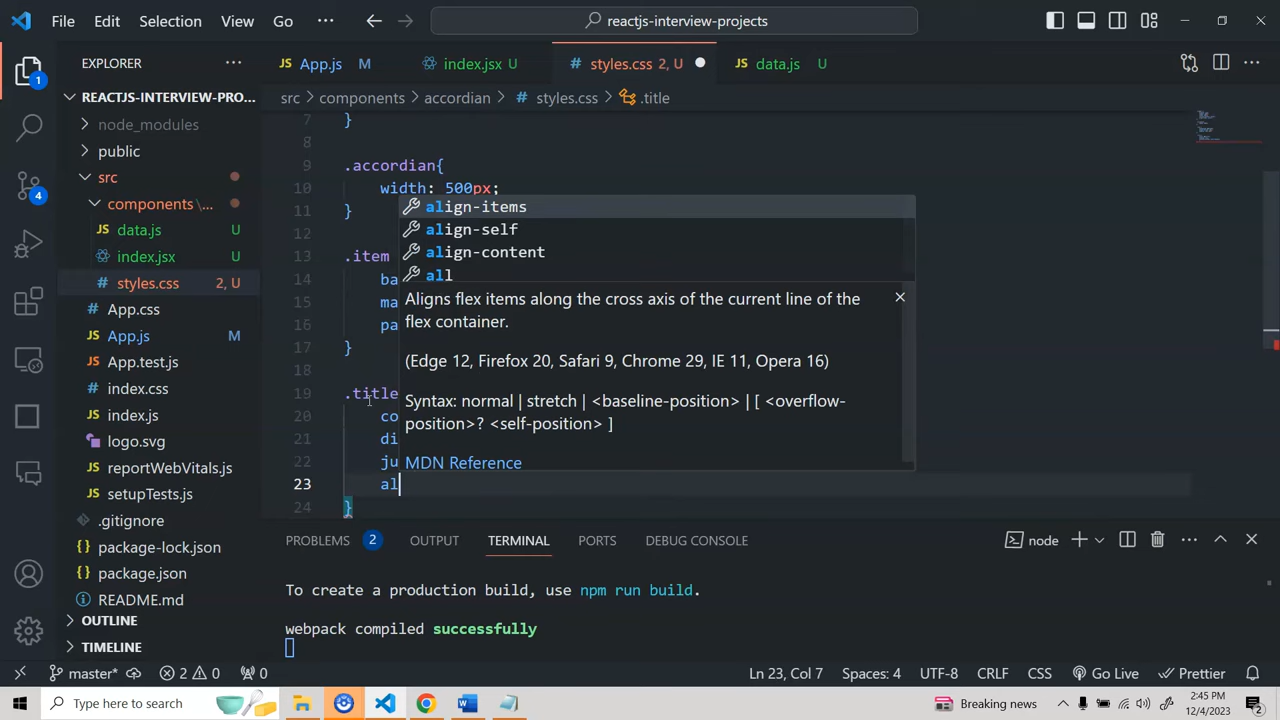 File Edit Selection View Go ··· reactjs-interview-projects
EXPLORER ···
App.js M
index.jsx U
# styles.css 2, U
data.js U
1
REACTJS-INTERVIEW-PRO...
src > components > accordian > # styles.css > .title
node_modules
public
src
components \ ...
data.js U
index.jsx U
# styles.css 2, U
App.css
App.js M
App.test.js
index.css
index.js
logo.svg
reportWebVitals.js
setupTests.js
.gitignore
package-lock.json
package.json
README.md
OUTLINE
TIMELINE
4
7 }
8
9 .accordian{
10 width: 500px;
11 }
12
13 .item
14 ba
15 ma
16 pa
17 }
18
19 .title
20 co
21 di
22 ju
23 al
24 }
align-items
align-self
align-content
all
Aligns flex items along the cross axis of the current line of the
flex container.
(Edge 12, Firefox 20, Safari 9, Chrome 29, IE 11, Opera 16)
Syntax: normal | stretch | <baseline-position> | [ <overflow-
position>? <self-position> ]
MDN Reference
PROBLEMS 2 OUTPUT TERMINAL PORTS DEBUG CONSOLE
node
To create a production build, use npm run build.
webpack compiled successfully
master* 2 0 0
Ln 23, Col 7 Spaces: 4 UTF-8 CRLF CSS Go Live Prettier
Type here to search
Breaking news
2:45 PM
12/4/2023
2